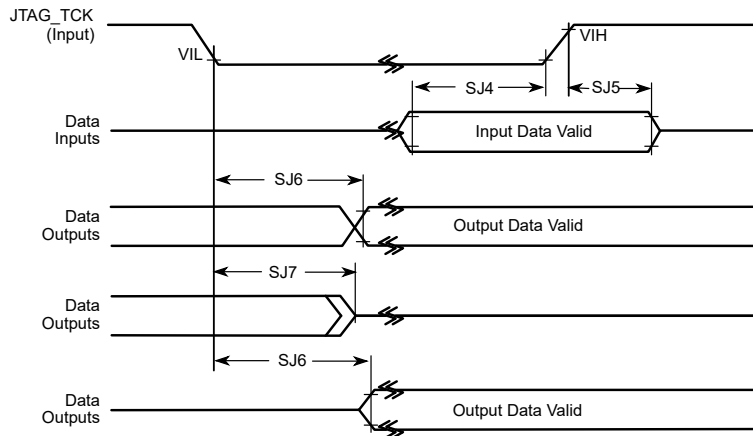 JTAG_TCK
(Input)
VIL
VIH
SJ4
SJ5
Data
Inputs
Input Data Valid
SJ6
Data
Outputs
Output Data Valid
SJ7
Data
Outputs
SJ6
Data
Outputs
Output Data Valid